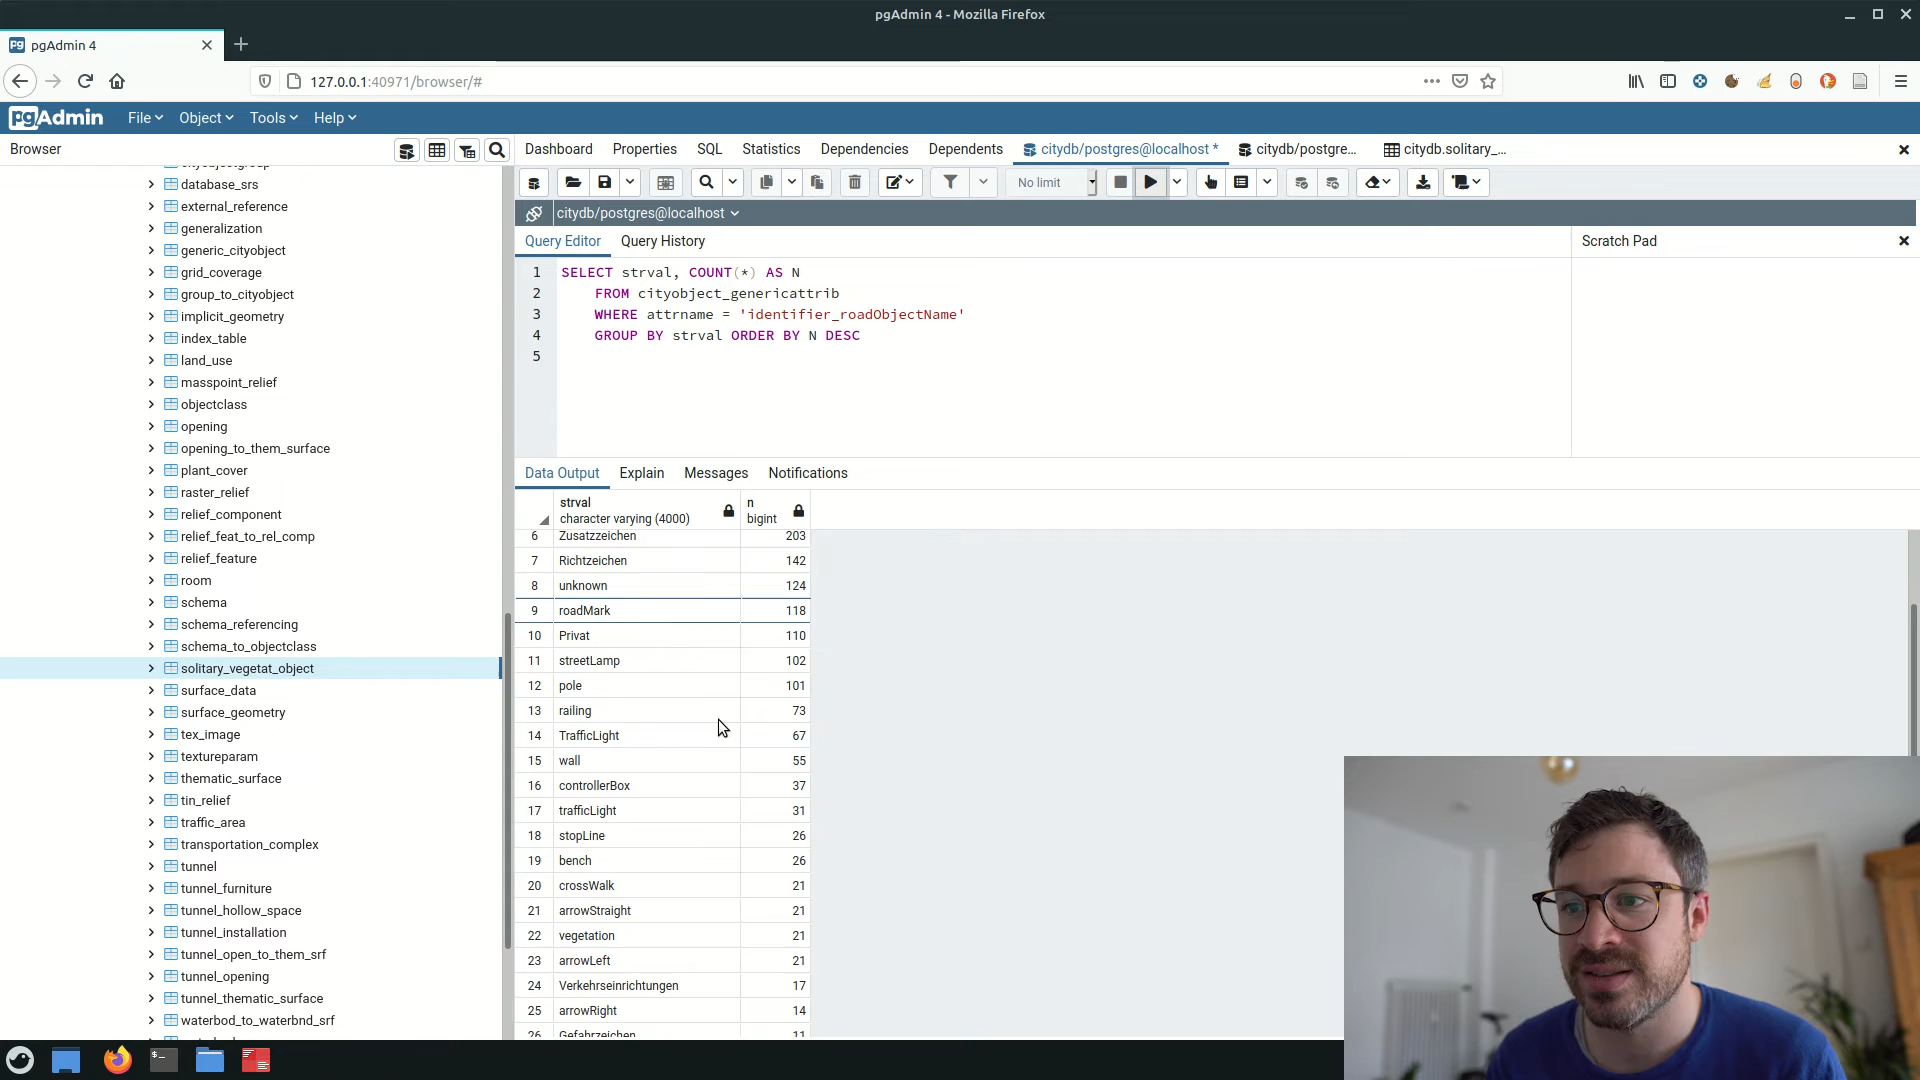 pgAdmin 4 - Mozilla Firefox
pgAdmin 4
127.0.0.1:40971/browser/#
pgAdmin File Object Tools Help
Browser
Dashboard Properties SQL Statistics Dependencies Dependents citydb/postgres@localhost * citydb/postgre... citydb.solitary_...
No limit
citydb/postgres@localhost
Query Editor Query History
Scratch Pad
1 SELECT strval, COUNT(*) AS N
2 FROM cityobject_genericattrib
3 WHERE attrname = 'identifier_roadObjectName'
4 GROUP BY strval ORDER BY N DESC
5
Data Output Explain Messages Notifications
strval
character varying (4000)
n
bigint
6 Zusatzzeichen 203
7 Richtzeichen 142
8 unknown 124
9 roadMark 118
10 Privat 110
11 streetLamp 102
12 pole 101
13 railing 73
14 TrafficLight 67
15 wall 55
16 controllerBox 37
17 trafficLight 31
18 stopLine 26
19 bench 26
20 crossWalk 21
21 arrowStraight 21
22 vegetation 21
23 arrowLeft 21
24 Verkehrseinrichtungen 17
25 arrowRight 14
26 Gefahrzeichen 11
database_srs
external_reference
generalization
generic_cityobject
grid_coverage
group_to_cityobject
implicit_geometry
index_table
land_use
masspoint_relief
objectclass
opening
opening_to_them_surface
plant_cover
raster_relief
relief_component
relief_feat_to_rel_comp
relief_feature
room
schema
schema_referencing
schema_to_objectclass
solitary_vegetat_object
surface_data
surface_geometry
tex_image
textureparam
thematic_surface
tin_relief
traffic_area
transportation_complex
tunnel
tunnel_furniture
tunnel_hollow_space
tunnel_installation
tunnel_open_to_them_srf
tunnel_opening
tunnel_thematic_surface
waterbod_to_waterbnd_srf